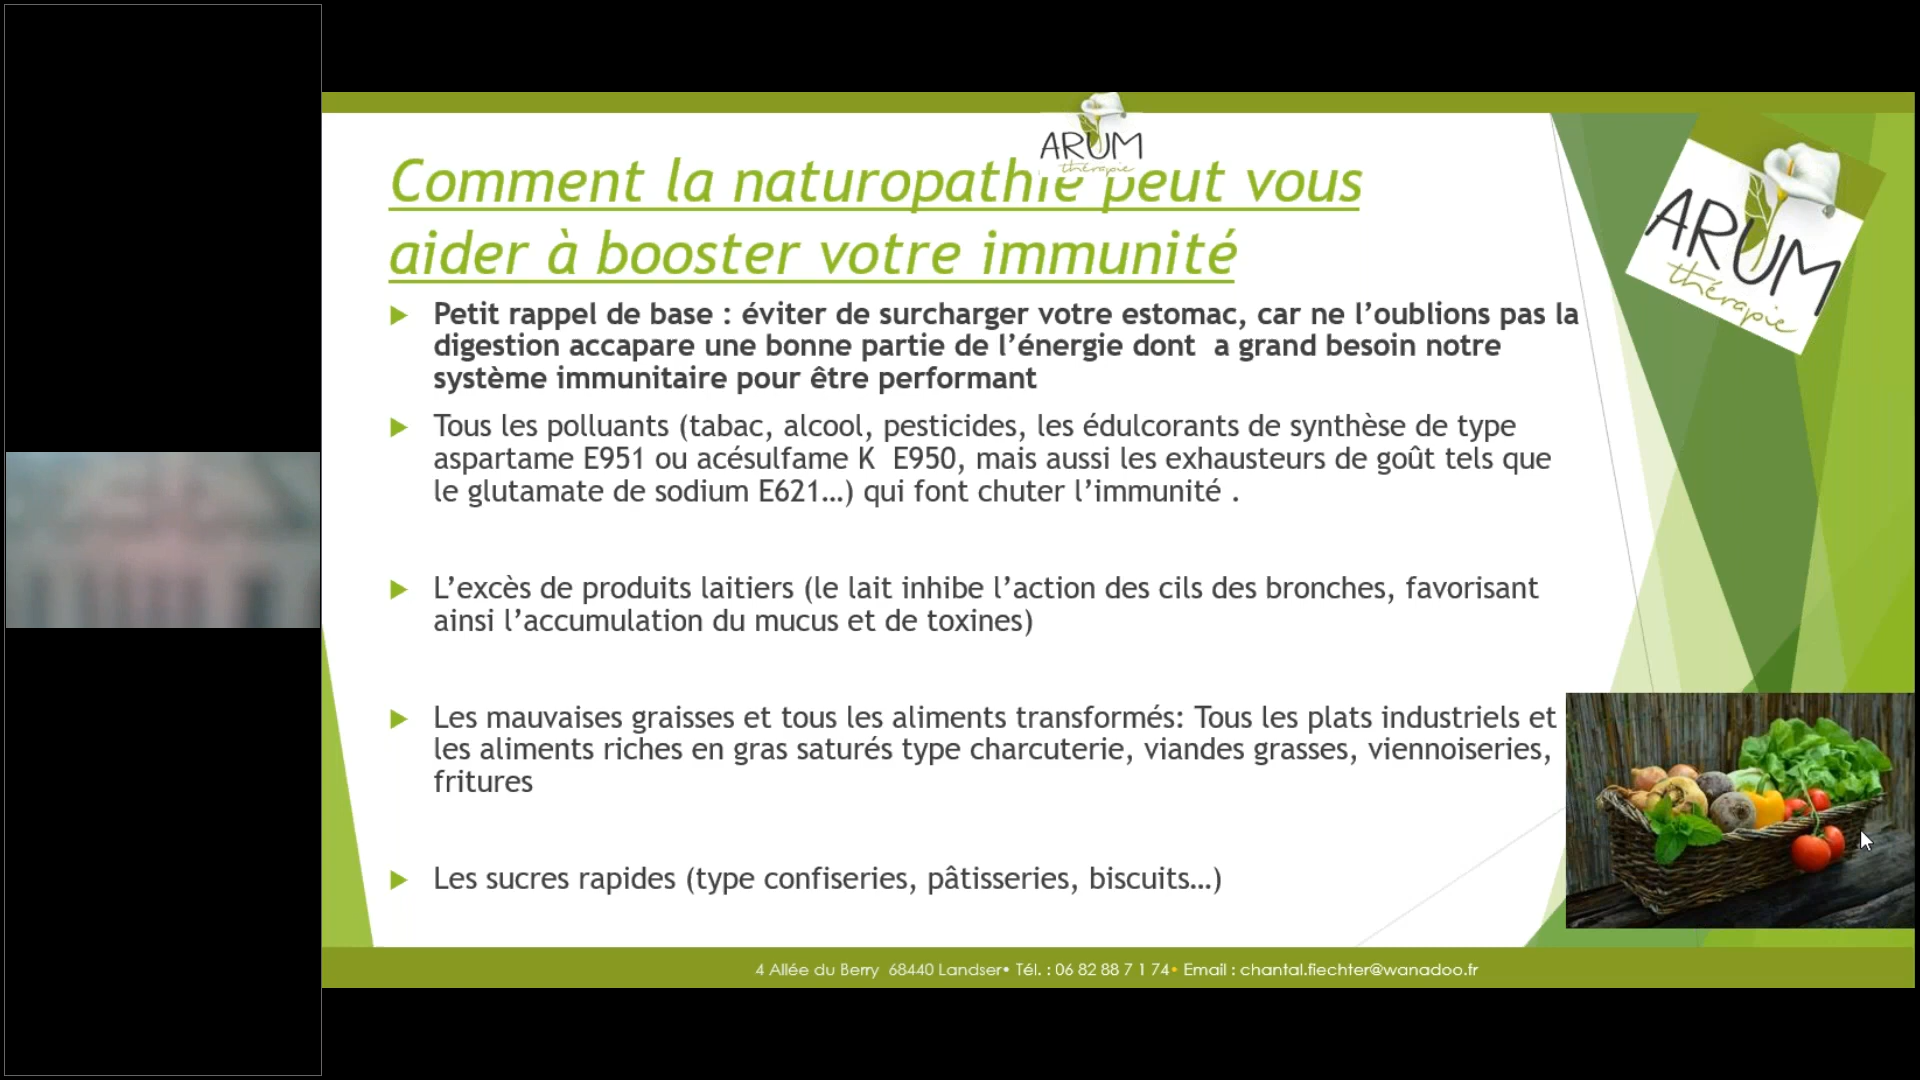 ARUM
thérapie
Comment la naturopathie peut vous
aider à booster votre immunité
ARUM
thérapie
Petit rappel de base : éviter de surcharger votre estomac, car ne l’oublions pas la
digestion accapare une bonne partie de l’énergie dont  a grand besoin notre
système immunitaire pour être performant
Tous les polluants (tabac, alcool, pesticides, les édulcorants de synthèse de type
aspartame E951 ou acésulfame K  E950, mais aussi les exhausteurs de goût tels que
le glutamate de sodium E621…) qui font chuter l’immunité .
L’excès de produits laitiers (le lait inhibe l’action des cils des bronches, favorisant
ainsi l’accumulation du mucus et de toxines)
Les mauvaises graisses et tous les aliments transformés: Tous les plats industriels et
les aliments riches en gras saturés type charcuterie, viandes grasses, viennoiseries,
fritures
Les sucres rapides (type confiseries, pâtisseries, biscuits…)
4 Allée du Berry  68440 Landser• Tél. : 06 82 88 7 1 74• Email : chantal.fiechter@wanadoo.fr